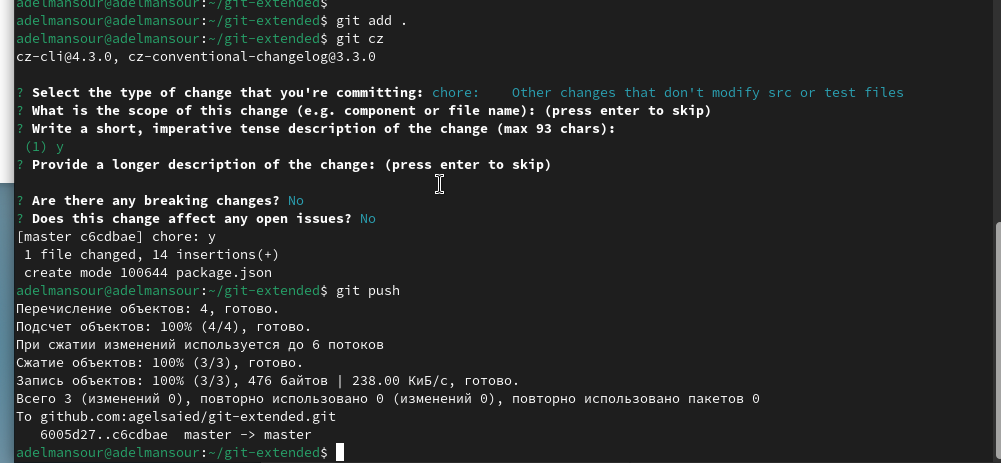 adelmansour@adelmansour:~/git-extended$
adelmansour@adelmansour:~/git-extended$ git add .
adelmansour@adelmansour:~/git-extended$ git cz
cz-cli@4.3.0, cz-conventional-changelog@3.3.0
? Select the type of change that you're committing: chore:    Other changes that don't modify src or test files
? What is the scope of this change (e.g. component or file name): (press enter to skip)
? Write a short, imperative tense description of the change (max 93 chars):
 (1) y
? Provide a longer description of the change: (press enter to skip)
? Are there any breaking changes? No
? Does this change affect any open issues? No
[master c6cdbae] chore: y
 1 file changed, 14 insertions(+)
 create mode 100644 package.json
adelmansour@adelmansour:~/git-extended$ git push
Перечисление объектов: 4, готово.
Подсчет объектов: 100% (4/4), готово.
При сжатии изменений используется до 6 потоков
Сжатие объектов: 100% (3/3), готово.
Запись объектов: 100% (3/3), 476 байтов | 238.00 КиБ/с, готово.
Всего 3 (изменений 0), повторно использовано 0 (изменений 0), повторно использовано пакетов 0
To github.com:agelsaied/git-extended.git
   6005d27..c6cdbae  master -> master
adelmansour@adelmansour:~/git-extended$